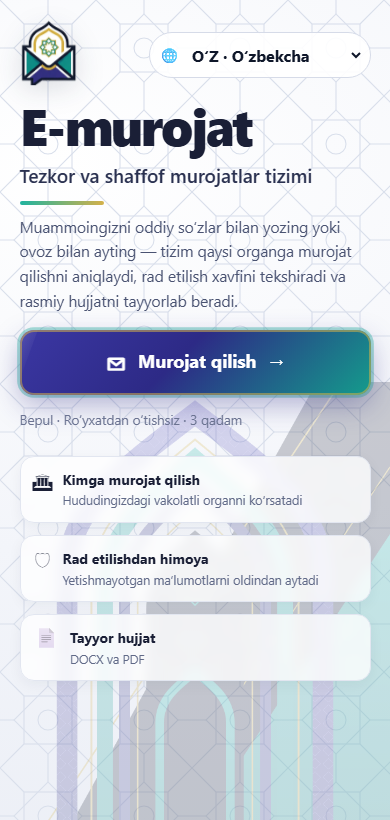 O‘Z · O‘zbekcha
E-murojat
Tezkor va shaffof murojatlar tizimi
Muammoingizni oddiy so‘zlar bilan yozing yoki
ovoz bilan ayting — tizim qaysi organga murojat
qilishni aniqlaydi, rad etilish xavfini tekshiradi va
rasmiy hujjatni tayyorlab beradi.
Murojat qilish →
Bepul · Ro‘yxatdan o‘tishsiz · 3 qadam
Kimga murojat qilish
Hududingizdagi vakolatli organni ko‘rsatadi
Rad etilishdan himoya
Yetishmayotgan ma’lumotlarni oldindan aytadi
Tayyor hujjat
DOCX va PDF